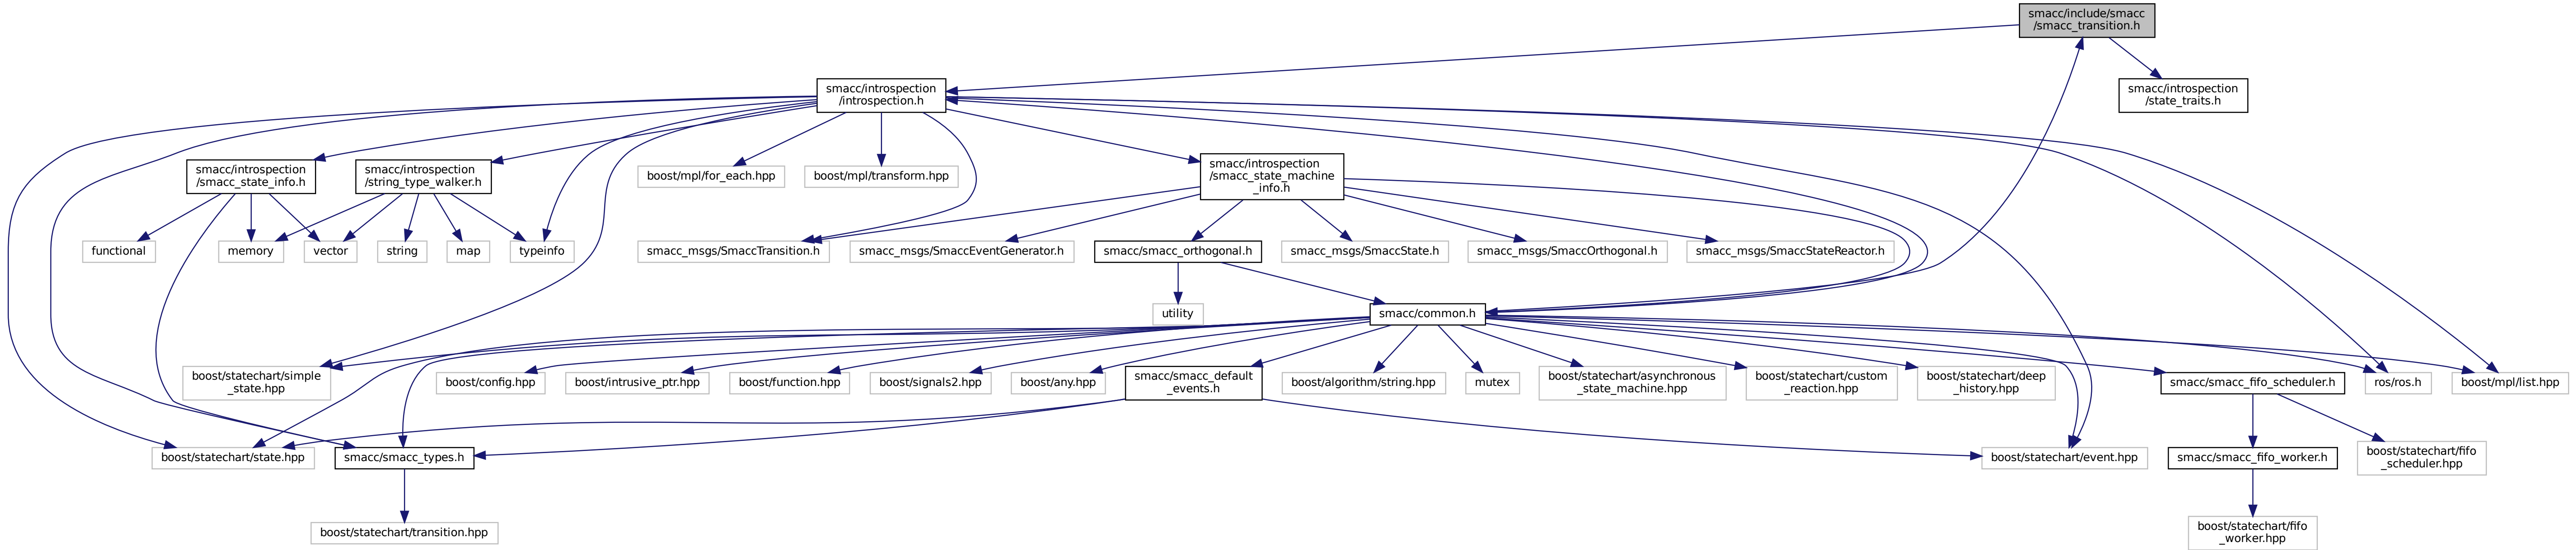 smacc/include/smacc
/smacc_transition.h
smacc/introspection
/introspection.h
smacc/introspection
/state_traits.h
smacc/introspection
/smacc_state_info.h
smacc/introspection
/string_type_walker.h
boost/mpl/for_each.hpp
boost/mpl/transform.hpp
smacc/introspection
/smacc_state_machine
_info.h
functional
memory
vector
string
map
typeinfo
smacc_msgs/SmaccTransition.h
smacc_msgs/SmaccEventGenerator.h
smacc/smacc_orthogonal.h
smacc_msgs/SmaccState.h
smacc_msgs/SmaccOrthogonal.h
smacc_msgs/SmaccStateReactor.h
utility
smacc/common.h
boost/statechart/simple
_state.hpp
boost/config.hpp
boost/intrusive_ptr.hpp
boost/function.hpp
boost/signals2.hpp
boost/any.hpp
smacc/smacc_default
_events.h
boost/algorithm/string.hpp
mutex
boost/statechart/asynchronous
_state_machine.hpp
boost/statechart/custom
_reaction.hpp
boost/statechart/deep
_history.hpp
smacc/smacc_fifo_scheduler.h
ros/ros.h
boost/mpl/list.hpp
boost/statechart/state.hpp
smacc/smacc_types.h
boost/statechart/event.hpp
smacc/smacc_fifo_worker.h
boost/statechart/fifo
_scheduler.hpp
boost/statechart/transition.hpp
boost/statechart/fifo
_worker.hpp